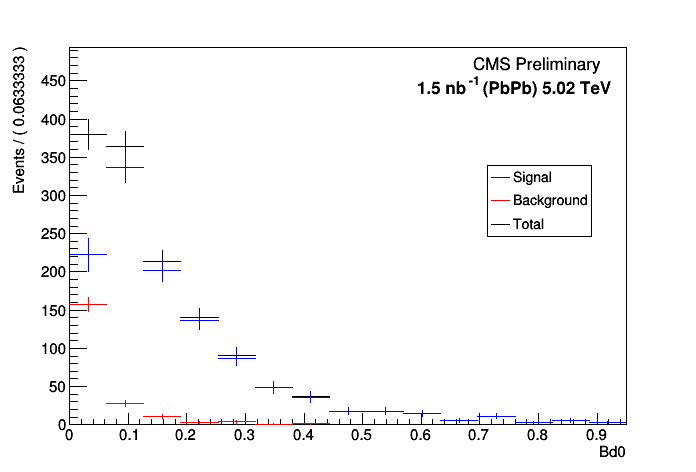 CMS Preliminary
1.5 nb⁻¹ (PbPb) 5.02 TeV
Events / ( 0.0633333 )
450
400
350
300
250
200
150
100
50
0
Signal
Background
Total
0 0.1 0.2 0.3 0.4 0.5 0.6 0.7 0.8 0.9
Bd0